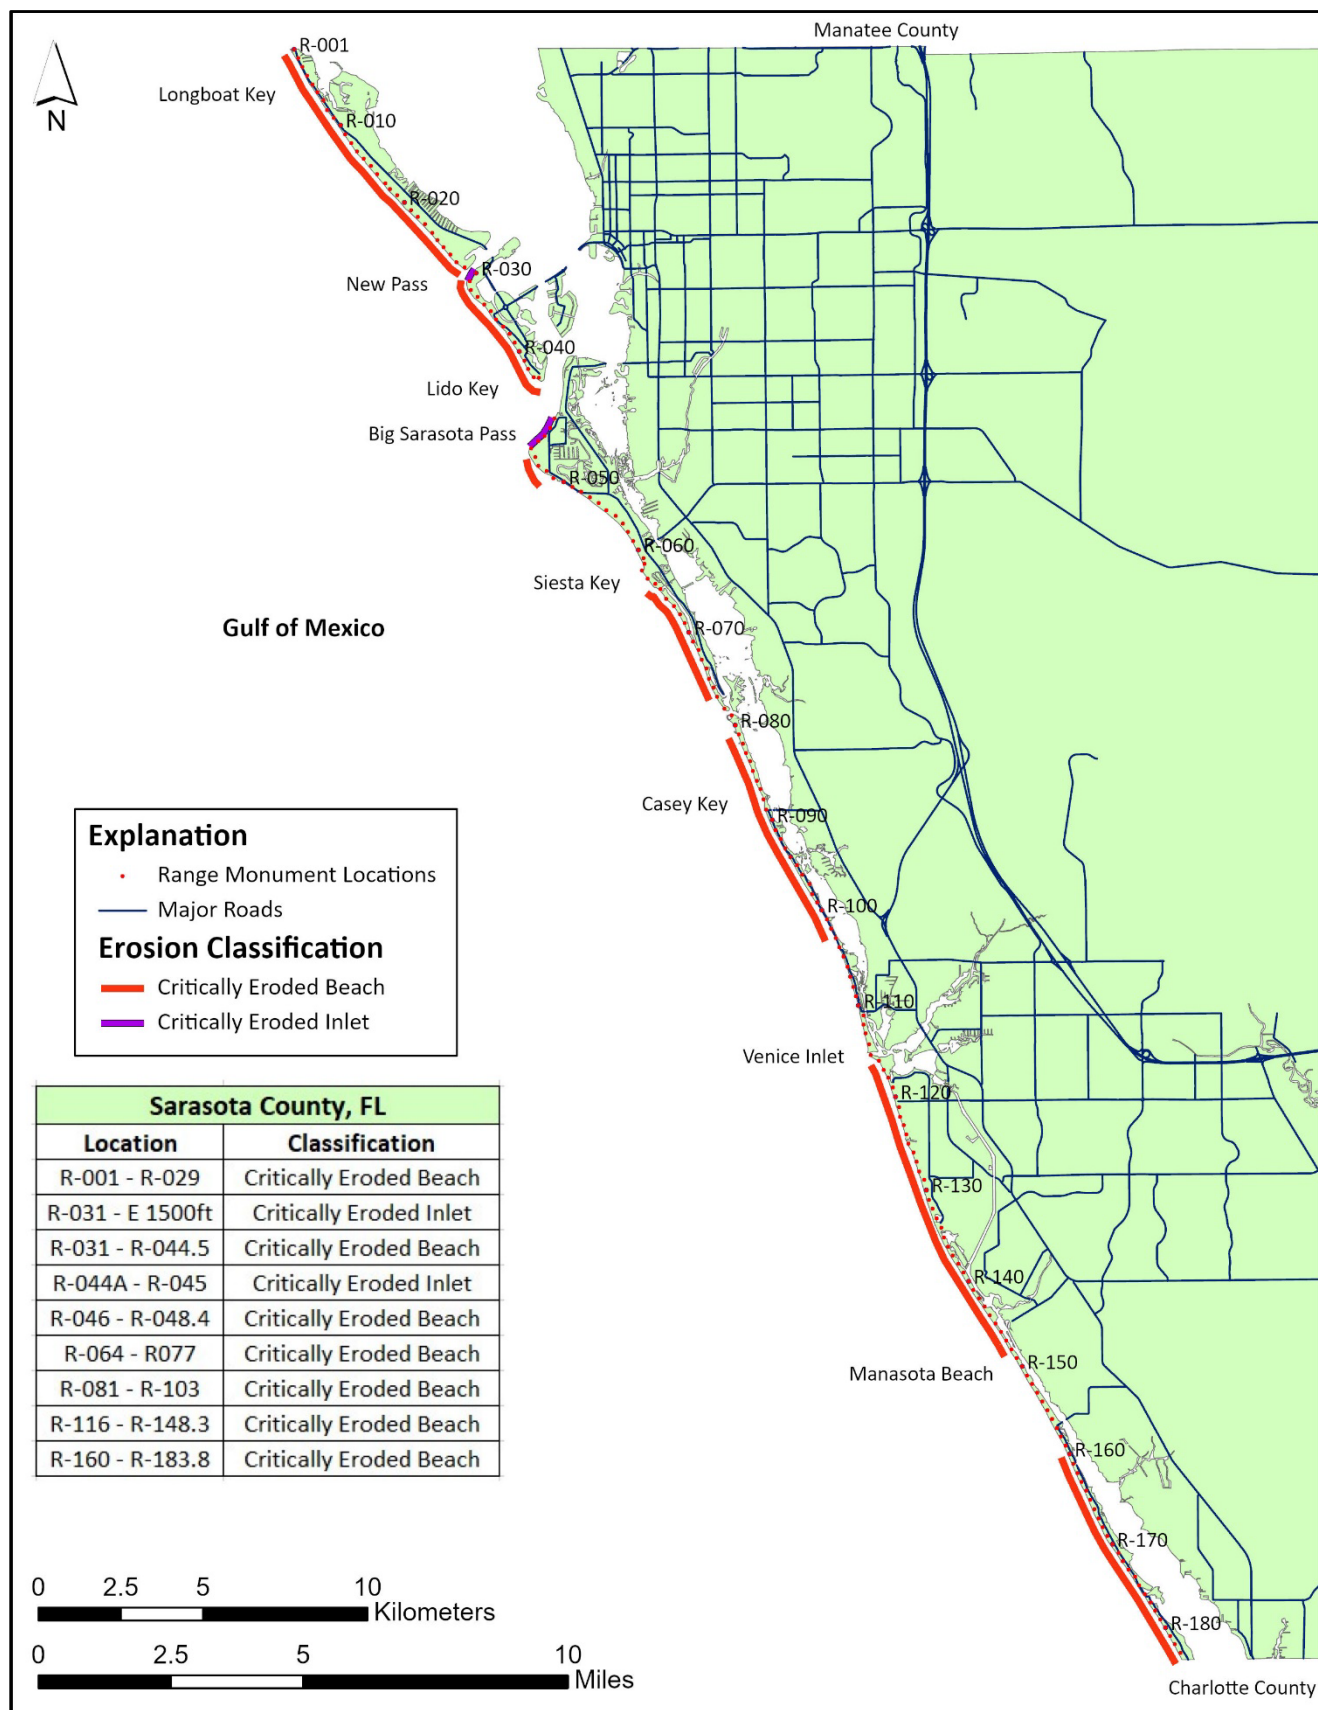 Manatee County
R-001
Longboat Key
N
R-010
R-020
R-030
New Pass
R-040
Lido Key
Big Sarasota Pass
R-050
R-060
Siesta Key
Gulf of Mexico
R-070
R-080
Casey Key
R-090
R-100
R-110
Venice Inlet
R-120
R-130
R-140
Manasota Beach
R-150
R-160
R-170
R-180
Charlotte County
Explanation
Range Monument Locations
Major Roads
Erosion Classification
Critically Eroded Beach
Critically Eroded Inlet
Sarasota County, FL
Location Classification
R-001 - R-029 Critically Eroded Beach
R-031 - E 1500ft Critically Eroded Inlet
R-031 - R-044.5 Critically Eroded Beach
R-044A - R-045 Critically Eroded Inlet
R-046 - R-048.4 Critically Eroded Beach
R-064 - R077 Critically Eroded Beach
R-081 - R-103 Critically Eroded Beach
R-116 - R-148.3 Critically Eroded Beach
R-160 - R-183.8 Critically Eroded Beach
0 2.5 5 10
Kilometers
0 2.5 5 10
Miles